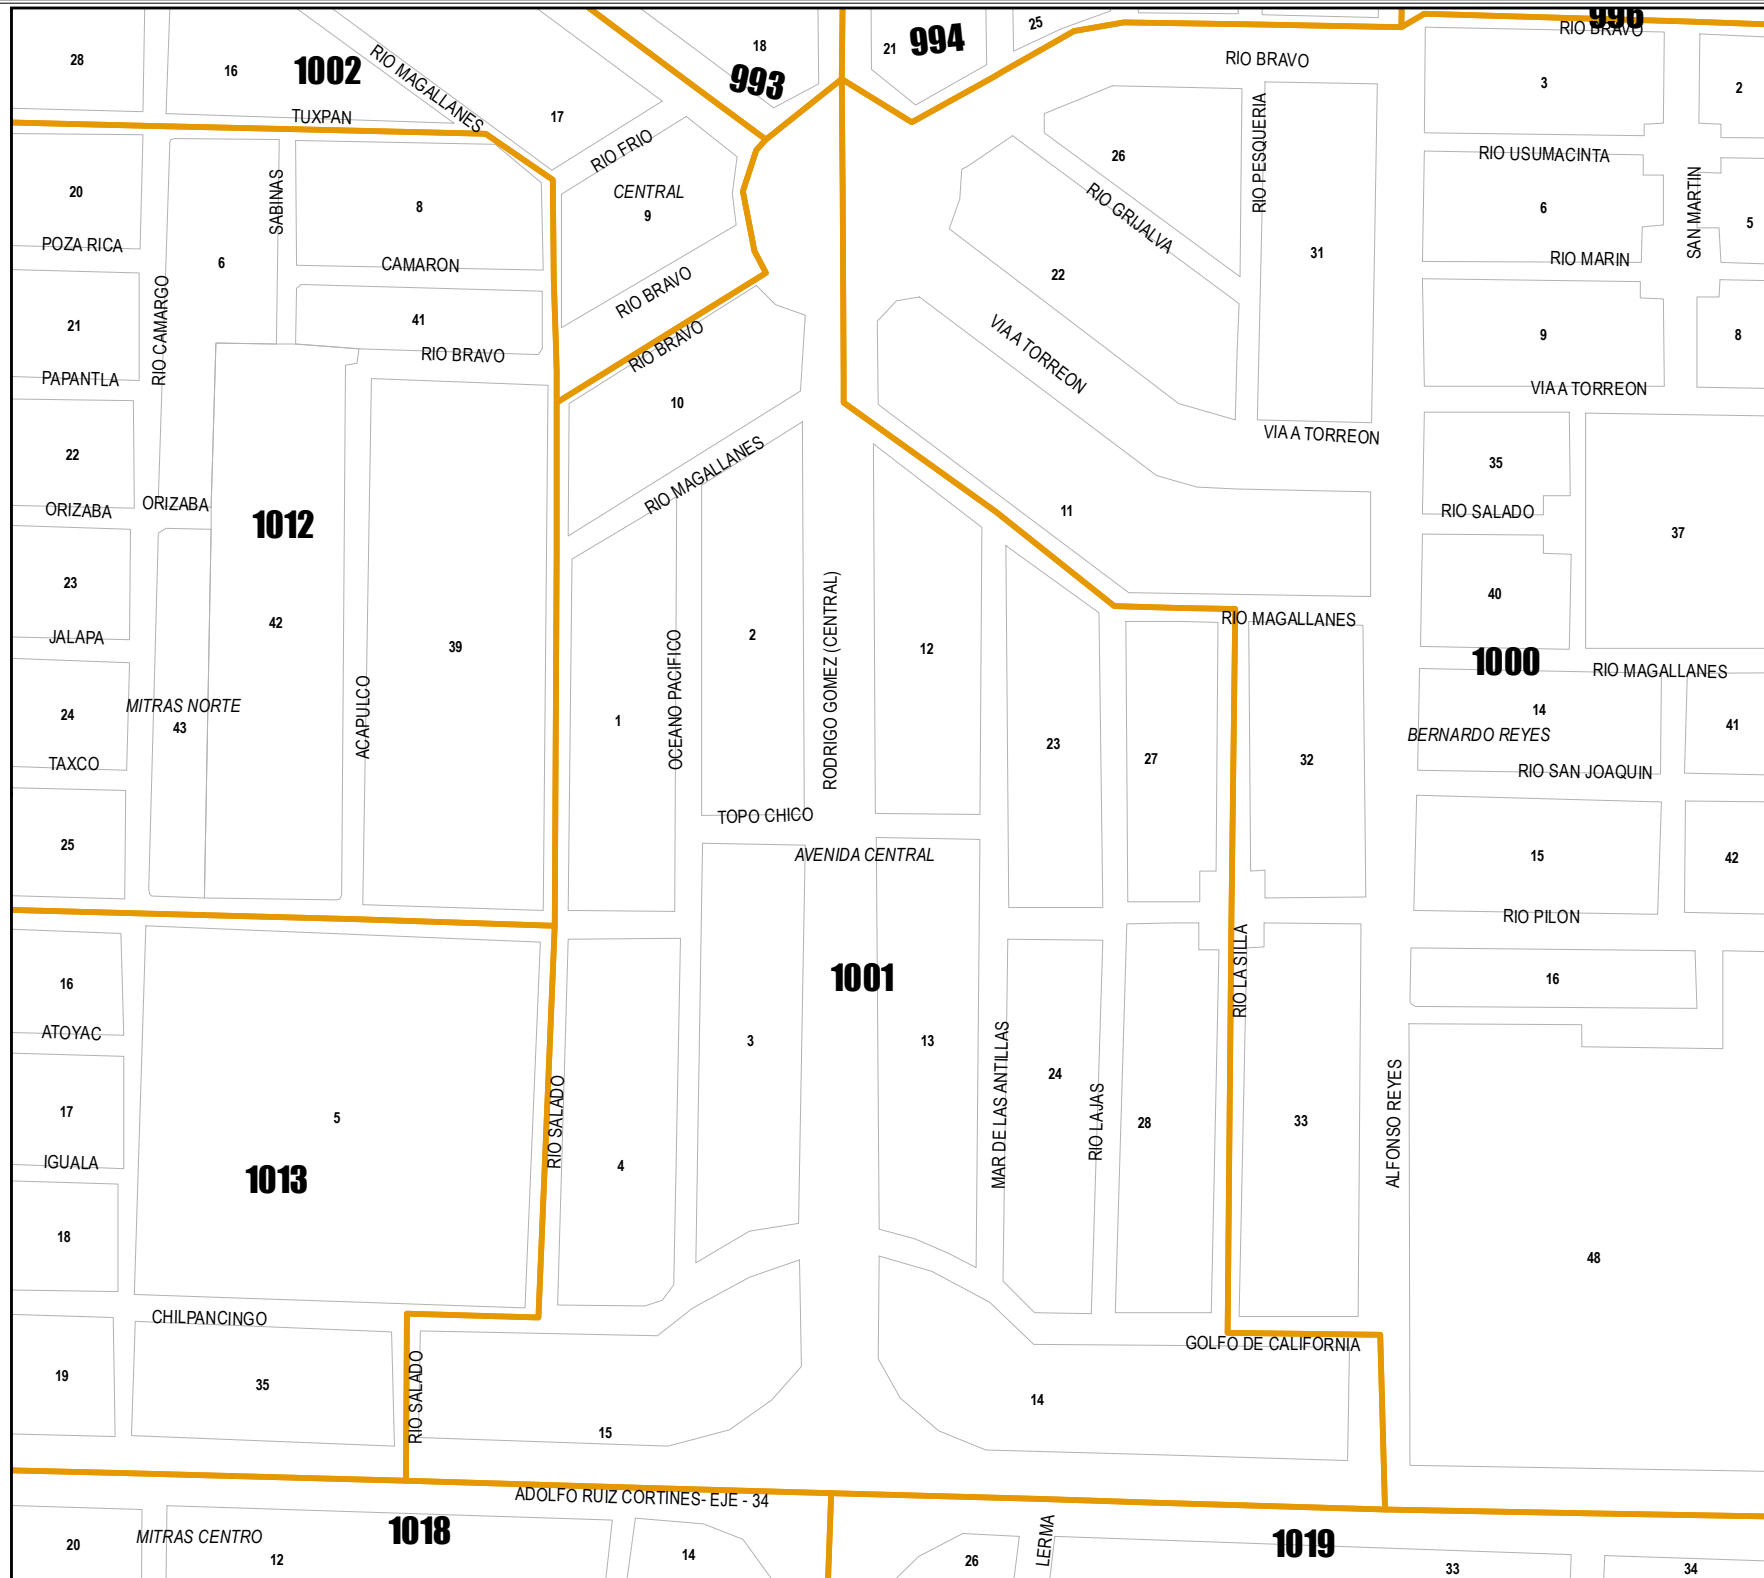 28
16
1002
RIO MAGALLANES
TUXPAN
17
18
993
21
994
25
996
RIO BRAVO
RIO BRAVO
3
2
RIO FRIO
CENTRAL
9
26
RIO PESQUERIA
RIO USUMACINTA
SAN MARTIN
20
SABINAS
8
POZA RICA
6
CAMARON
RIO GRIJALVA
6
5
RIO MARIN
31
22
RIO BRAVO
21
RIO CAMARGO
41
RIO BRAVO
RIO BRAVO
VIA A TORREON
9
8
PAPANTLA
10
VIA A TORREON
VIA A TORREON
22
35
ORIZABA
ORIZABA
RIO MAGALLANES
11
RIO SALADO
1012
37
23
42
39
JALAPA
40
RIO MAGALLANES
OCEANO PACIFICO
2
RODRIGO GOMEZ (CENTRAL)
12
1000
RIO MAGALLANES
24
MITRAS NORTE
43
ACAPULCO
1
23
27
32
14
BERNARDO REYES
41
TAXCO
RIO SAN JOAQUIN
TOPO CHICO
25
AVENIDA CENTRAL
15
42
RIO PILON
16
1001
RIO LA SILLA
16
ATOYAC
3
13
MAR DE LAS ANTILLAS
24
RIO LAJAS
17
5
RIO SALADO
28
33
ALFONSO REYES
IGUALA
1013
4
18
48
CHILPANCINGO
GOLFO DE CALIFORNIA
19
35
RIO SALADO
15
14
ADOLFO RUIZ CORTINES- EJE - 34
20
MITRAS CENTRO
12
1018
14
26
LERMA
1019
33
34